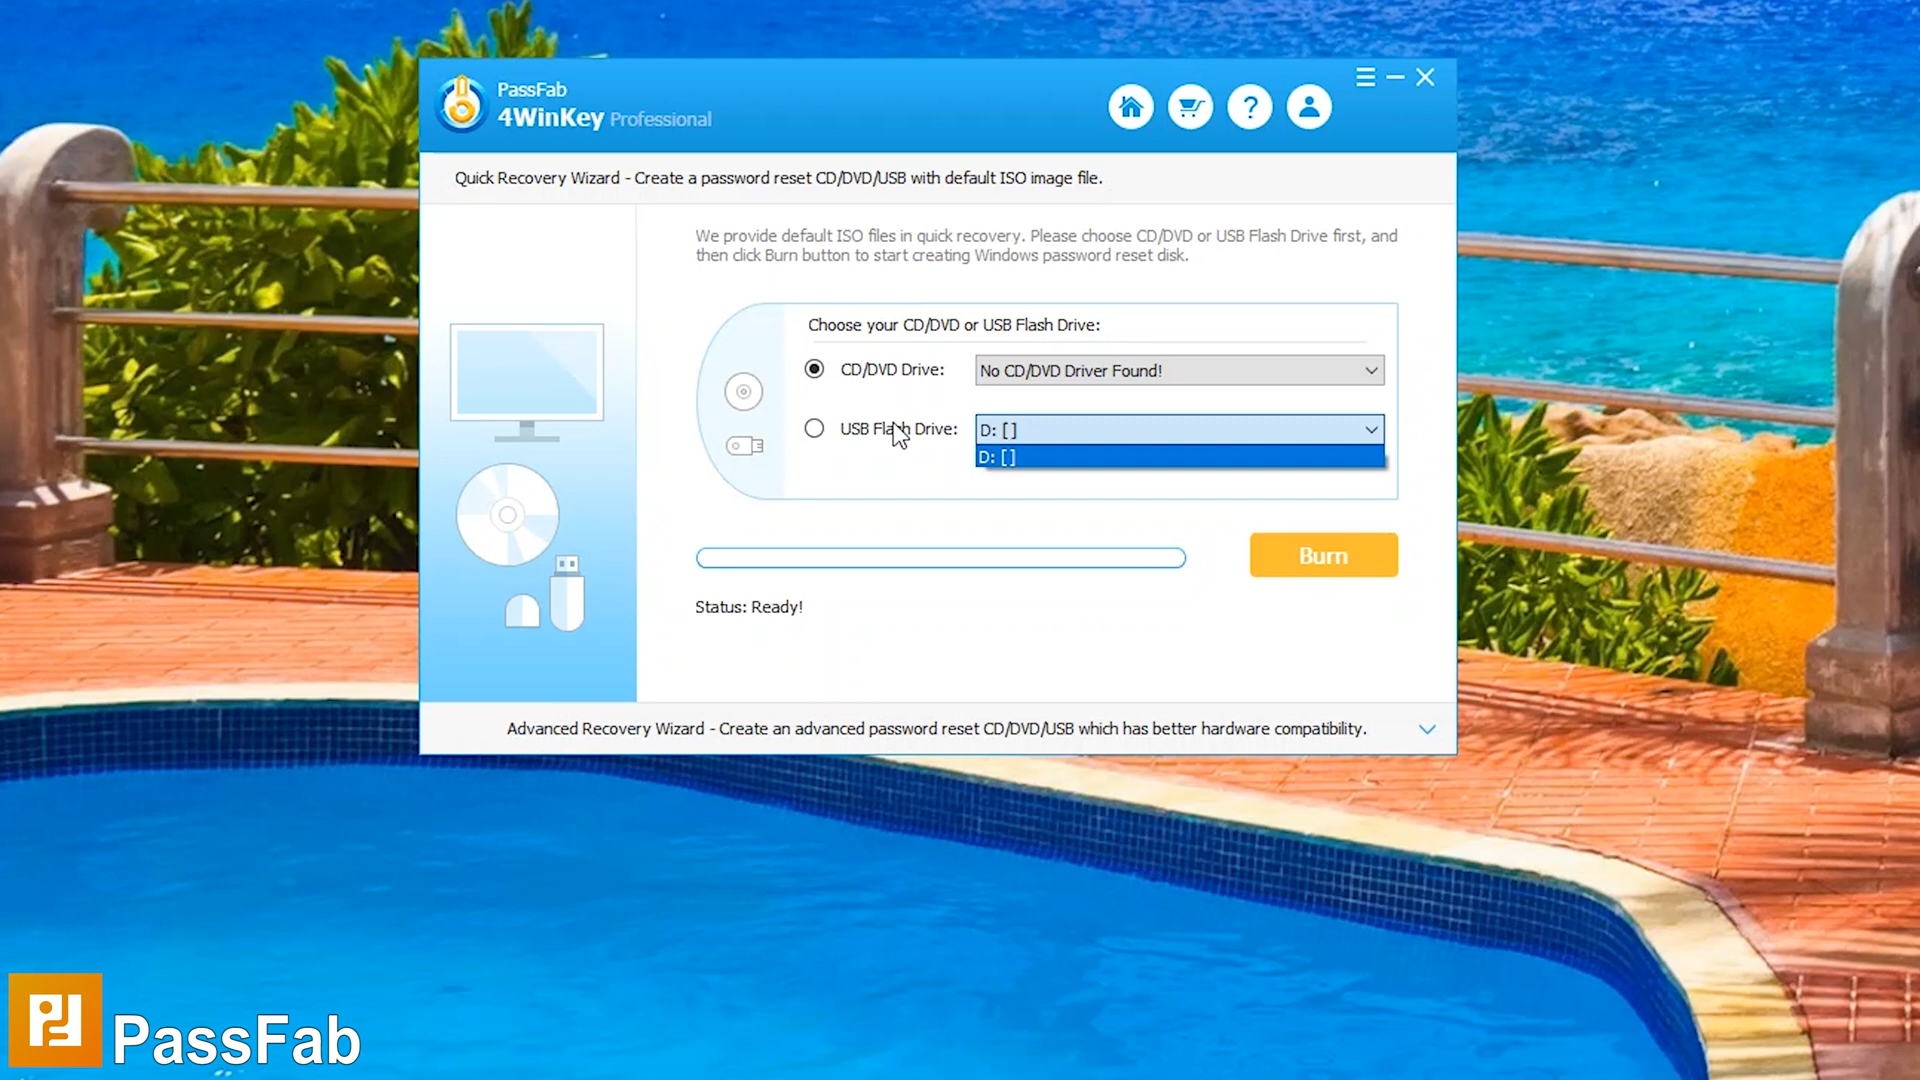 PassFab
4WinKey Professional
Quick Recovery Wizard - Create a password reset CD/DVD/USB with default ISO image file.
We provide default ISO files in quick recovery. Please choose CD/DVD or USB Flash Drive first, and
then click Burn button to start creating Windows password reset disk.
Choose your CD/DVD or USB Flash Drive:
CD/DVD Drive: No CD/DVD Driver Found!
USB Flash Drive: D: []
D: []
Burn
Status: Ready!
Advanced Recovery Wizard - Create an advanced password reset CD/DVD/USB which has better hardware compatibility.
PassFab